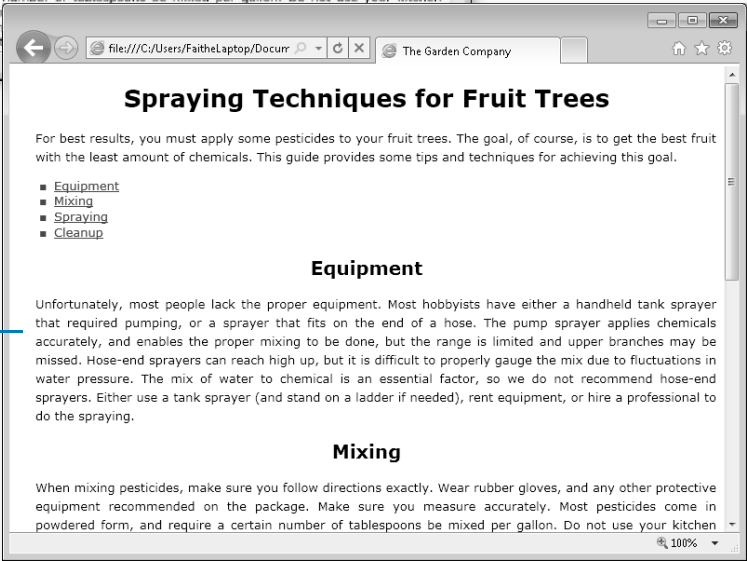 file:///C:/Users/FaitheLaptop/Docum
The Garden Company
Spraying Techniques for Fruit Trees
For best results, you must apply some pesticides to your fruit trees. The goal, of course, is to get the best fruit
with the least amount of chemicals. This guide provides some tips and techniques for achieving this goal.
Equipment
Mixing
Spraying
Cleanup
Equipment
Unfortunately, most people lack the proper equipment. Most hobbyists have either a handheld tank sprayer
that required pumping, or a sprayer that fits on the end of a hose. The pump sprayer applies chemicals
accurately, and enables the proper mixing to be done, but the range is limited and upper branches may be
missed. Hose-end sprayers can reach high up, but it is difficult to properly gauge the mix due to fluctuations in
water pressure. The mix of water to chemical is an essential factor, so we do not recommend hose-end
sprayers. Either use a tank sprayer (and stand on a ladder if needed), rent equipment, or hire a professional to
do the spraying.
Mixing
When mixing pesticides, make sure you follow directions exactly. Wear rubber gloves, and any other protective
equipment recommended on the package. Make sure you measure accurately. Most pesticides come in
powdered form, and require a certain number of tablespoons be mixed per gallon. Do not use your kitchen
100%